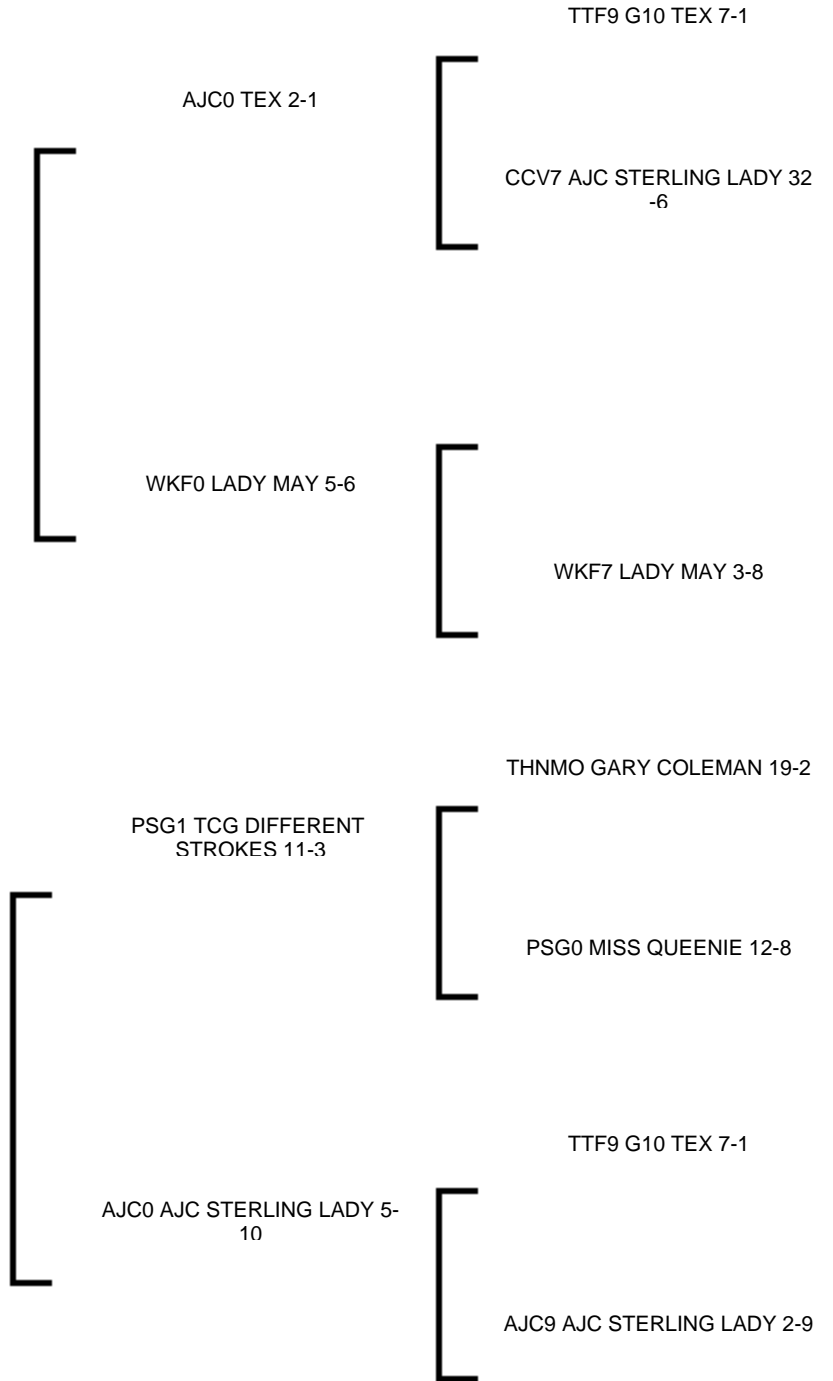 TTF9 G10 TEX 7-1
AJC0 TEX 2-1
CCV7 AJC STERLING LADY 32
-6
WKF0 LADY MAY 5-6
WKF7 LADY MAY 3-8
THNMO GARY COLEMAN 19-2
PSG1 TCG DIFFERENT
STROKES 11-3
PSG0 MISS QUEENIE 12-8
TTF9 G10 TEX 7-1
AJC0 AJC STERLING LADY 5-
10
AJC9 AJC STERLING LADY 2-9